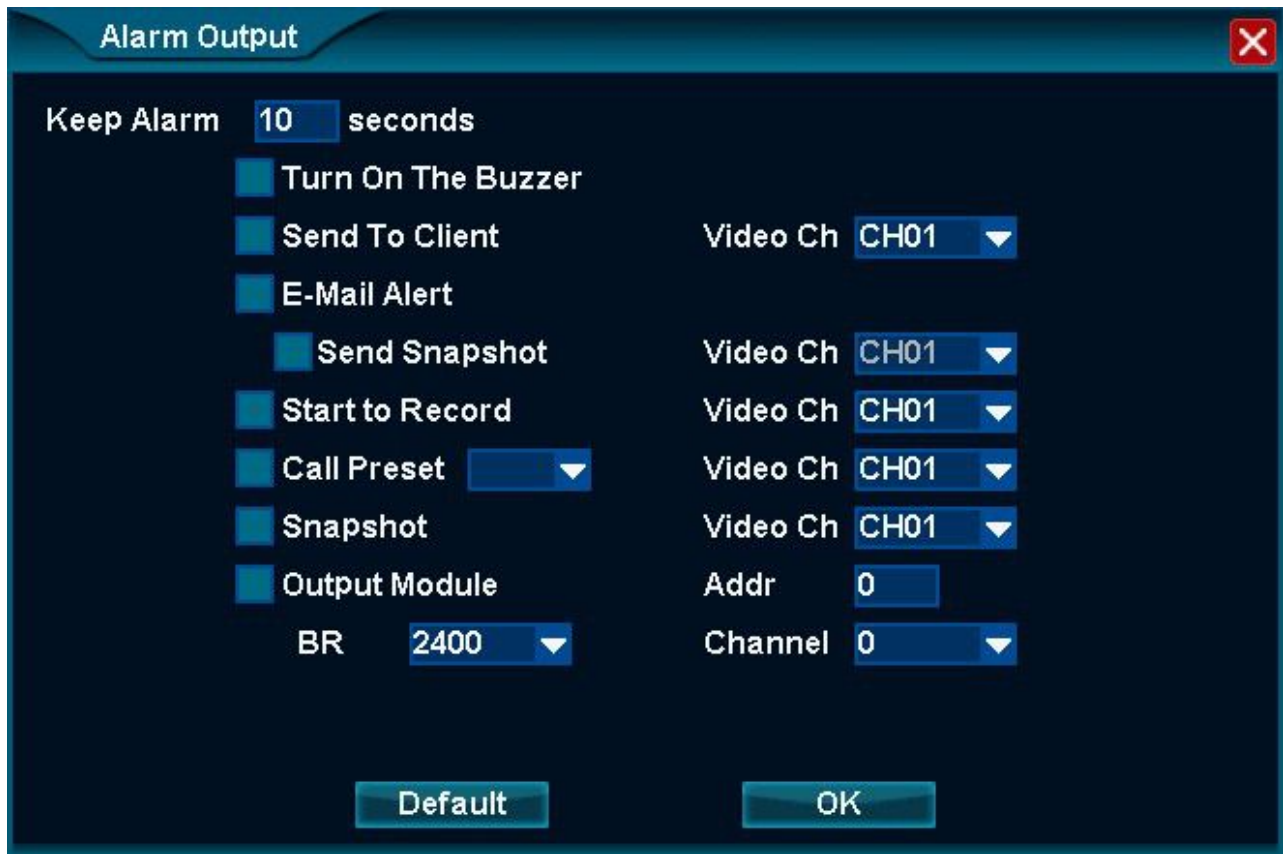 Alarm Output
Keep Alarm 10 seconds
Turn On The Buzzer
Send To Client Video Ch CH01
E-Mail Alert
Send Snapshot Video Ch CH01
Start to Record Video Ch CH01
Call Preset Video Ch CH01
Snapshot Video Ch CH01
Output Module Addr 0
BR 2400 Channel 0
Default OK